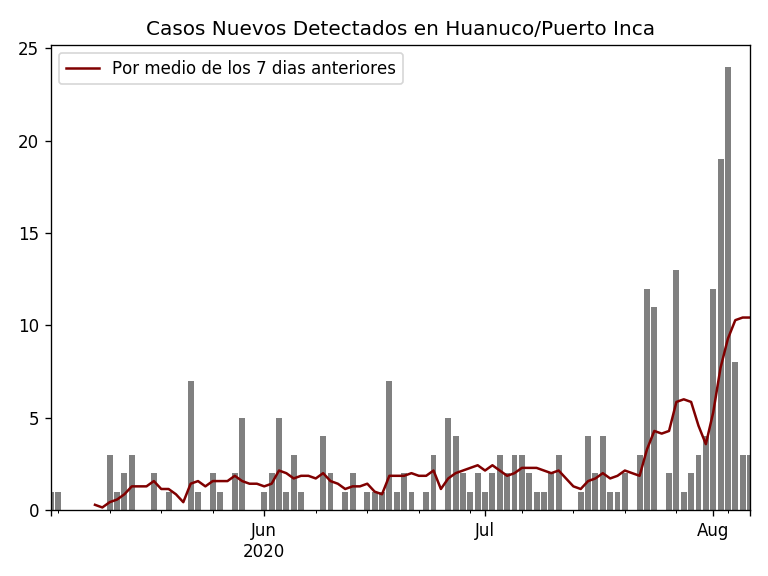 Casos Nuevos Detectados en Huanuco/Puerto Inca
Por medio de los 7 dias anteriores
25
20
15
10
5
0
Jun
2020
Jul
Aug